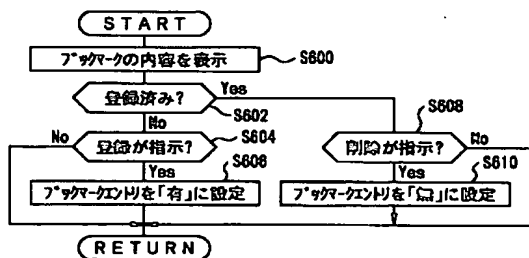 START
ブックマークの内容を表示
S600
登録済み?
Yes
S602
No
S608
登録が指示?
S604
No
削除が指示?
No
Yes
S606
Yes
S610
ブックマークエントリを「有」に設定
ブックマークエントリを「無」に設定
RETURN